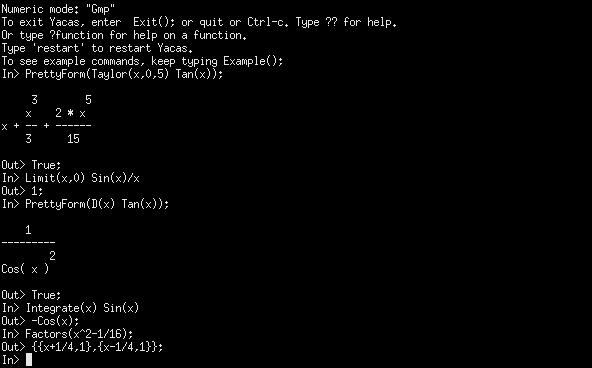 Numeric mode: "Gmp"
To exit Yacas, enter  Exit(); or quit or Ctrl-c. Type ?? for help.
Or type ?function for help on a function.
Type 'restart' to restart Yacas.
To see example commands, keep typing Example();
In> PrettyForm(Taylor(x,0,5) Tan(x));
     3        5
    x    2 * x
x + -- + ------
    3      15
Out> True;
In> Limit(x,0) Sin(x)/x
Out> 1;
In> PrettyForm(D(x) Tan(x));
    1
---------
        2
Cos( x )
Out> True;
In> Integrate(x) Sin(x)
Out> -Cos(x);
In> Factors(x^2-1/16);
Out> {{x+1/4,1},{x-1/4,1}};
In>